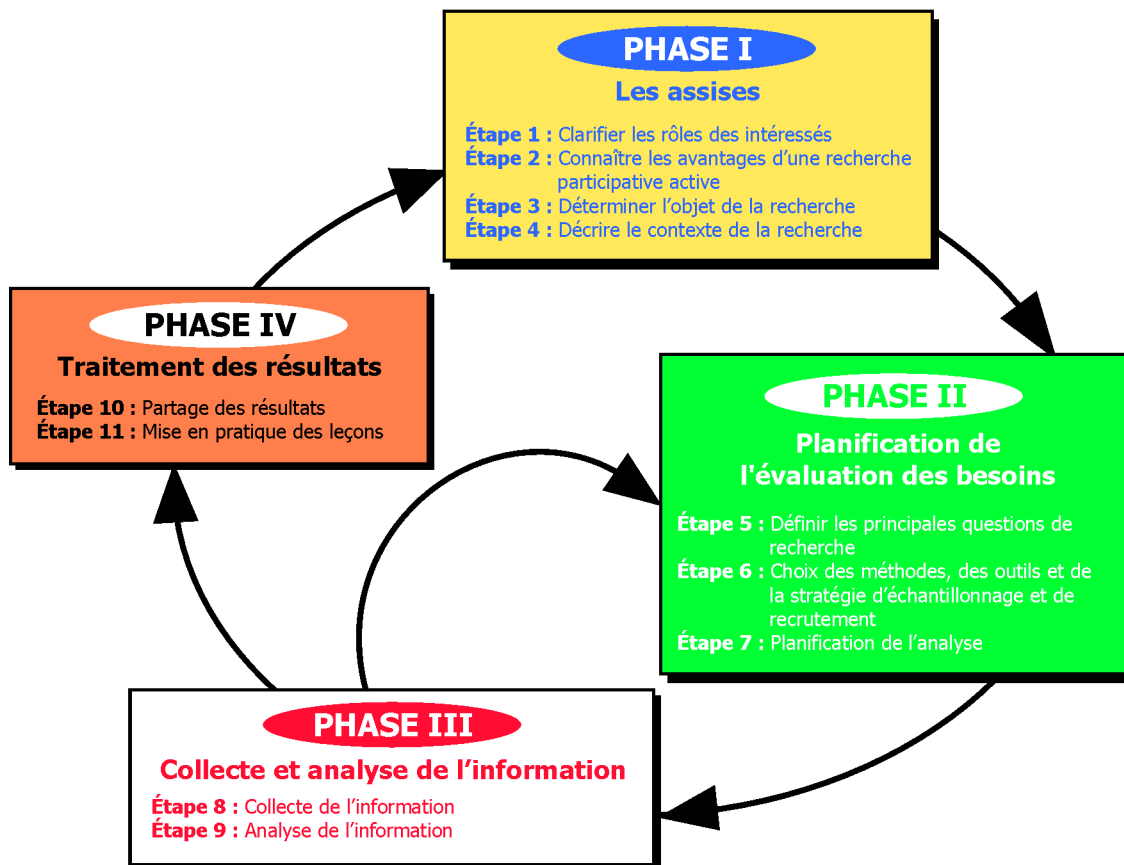 PHASE I
Les assises
Étape 1 : Clarifier les rôles des intéressés
Étape 2 : Connaître les avantages d’une recherche
participative active
Étape 3 : Déterminer l’objet de la recherche
Étape 4 : Décrire le contexte de la recherche
PHASE II
Planification de
l'évaluation des besoins
Étape 5 : Définir les principales questions de
recherche
Étape 6 : Choix des méthodes, des outils et de
la stratégie d’échantillonnage et de
recrutement
Étape 7 : Planification de l’analyse
PHASE III
Collecte et analyse de l’information
Étape 8 : Collecte de l’information
Étape 9 : Analyse de l’information
PHASE IV
Traitement des résultats
Étape 10 : Partage des résultats
Étape 11 : Mise en pratique des leçons